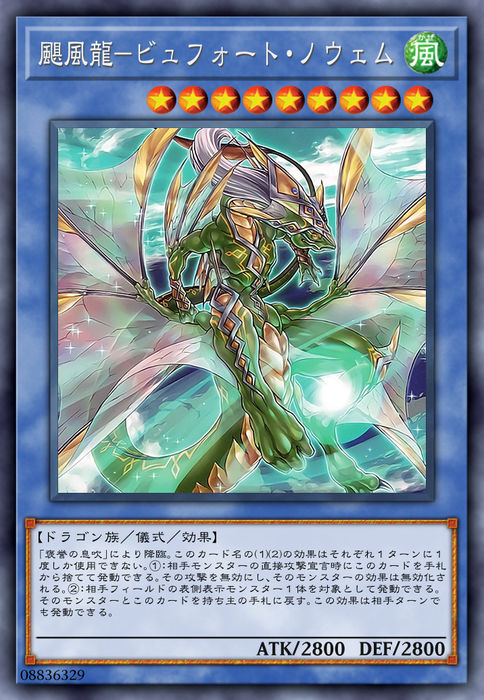 颶風龍－ビュフォート・ノウェム
かぜ
風
【ドラゴン族／儀式／効果】
「褒誉の息吹」により降臨。このカード名の(1)(2)の効果はそれぞれ１ターンに１
度しか使用できない。①：相手モンスターの直接攻撃宣言時にこのカードを手札
から捨てて発動できる。その攻撃を無効にし、そのモンスターの効果は無効化さ
れる。②：相手フィールドの表側表示モンスター１体を対象として発動できる。
そのモンスターとこのカードを持ち主の手札に戻す。この効果は相手ターンで
も発動できる。
ATK/2800 DEF/2800
08836329